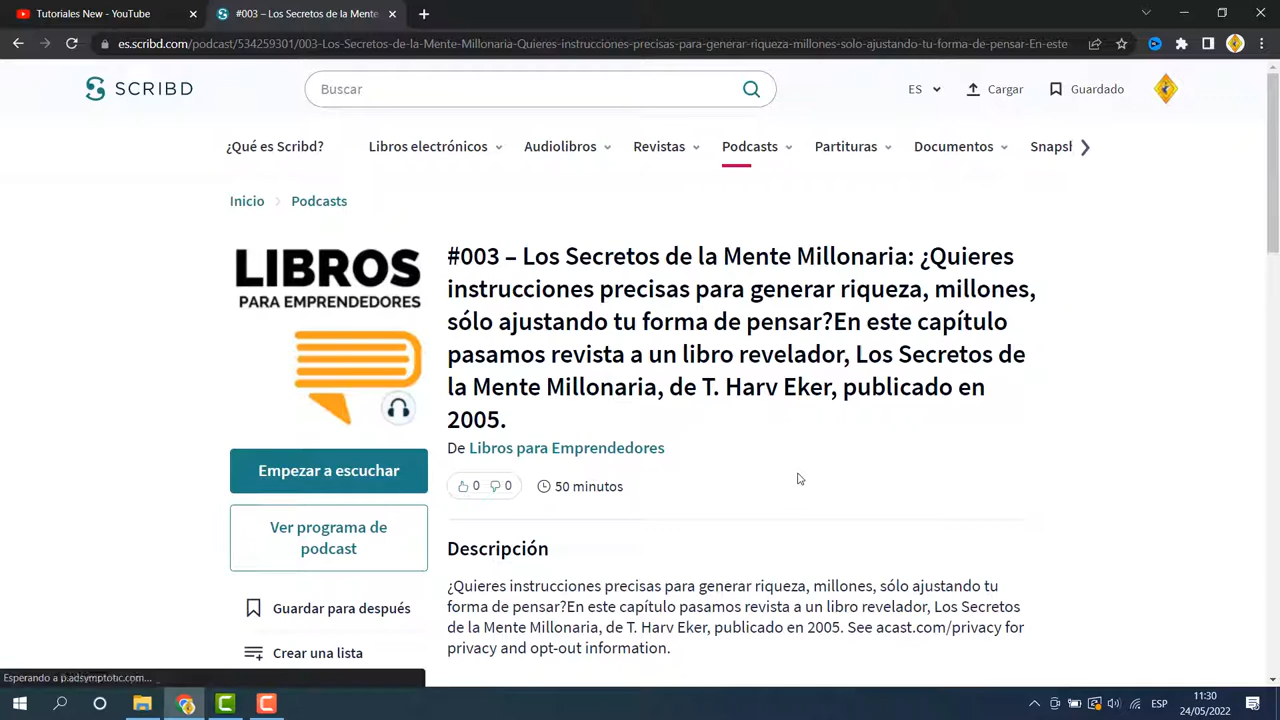 Tutoriales New - YouTube
#003 – Los Secretos de la Mente
es.scribd.com/podcast/534259301/003-Los-Secretos-de-la-Mente-Millonaria-Quieres-instrucciones-precisas-para-generar-riqueza-millones-solo-ajustando-tu-forma-de-pensar-En-este
SCRIBD
Buscar
ES
Cargar
Guardado
¿Qué es Scribd?
Libros electrónicos
Audiolibros
Revistas
Podcasts
Partituras
Documentos
Snapsh
Inicio
Podcasts
LIBROS
PARA EMPRENDEDORES
#003 – Los Secretos de la Mente Millonaria: ¿Quieres
instrucciones precisas para generar riqueza, millones,
sólo ajustando tu forma de pensar?En este capítulo
pasamos revista a un libro revelador, Los Secretos de
la Mente Millonaria, de T. Harv Eker, publicado en
2005.
De Libros para Emprendedores
0 0 50 minutos
Empezar a escuchar
Ver programa de
podcast
Guardar para después
Crear una lista
Descripción
¿Quieres instrucciones precisas para generar riqueza, millones, sólo ajustando tu
forma de pensar?En este capítulo pasamos revista a un libro revelador, Los Secretos
de la Mente Millonaria, de T. Harv Eker, publicado en 2005. See acast.com/privacy for
privacy and opt-out information.
Esperando a p.adsymptotic.com...
ESP
11:30
24/05/2022